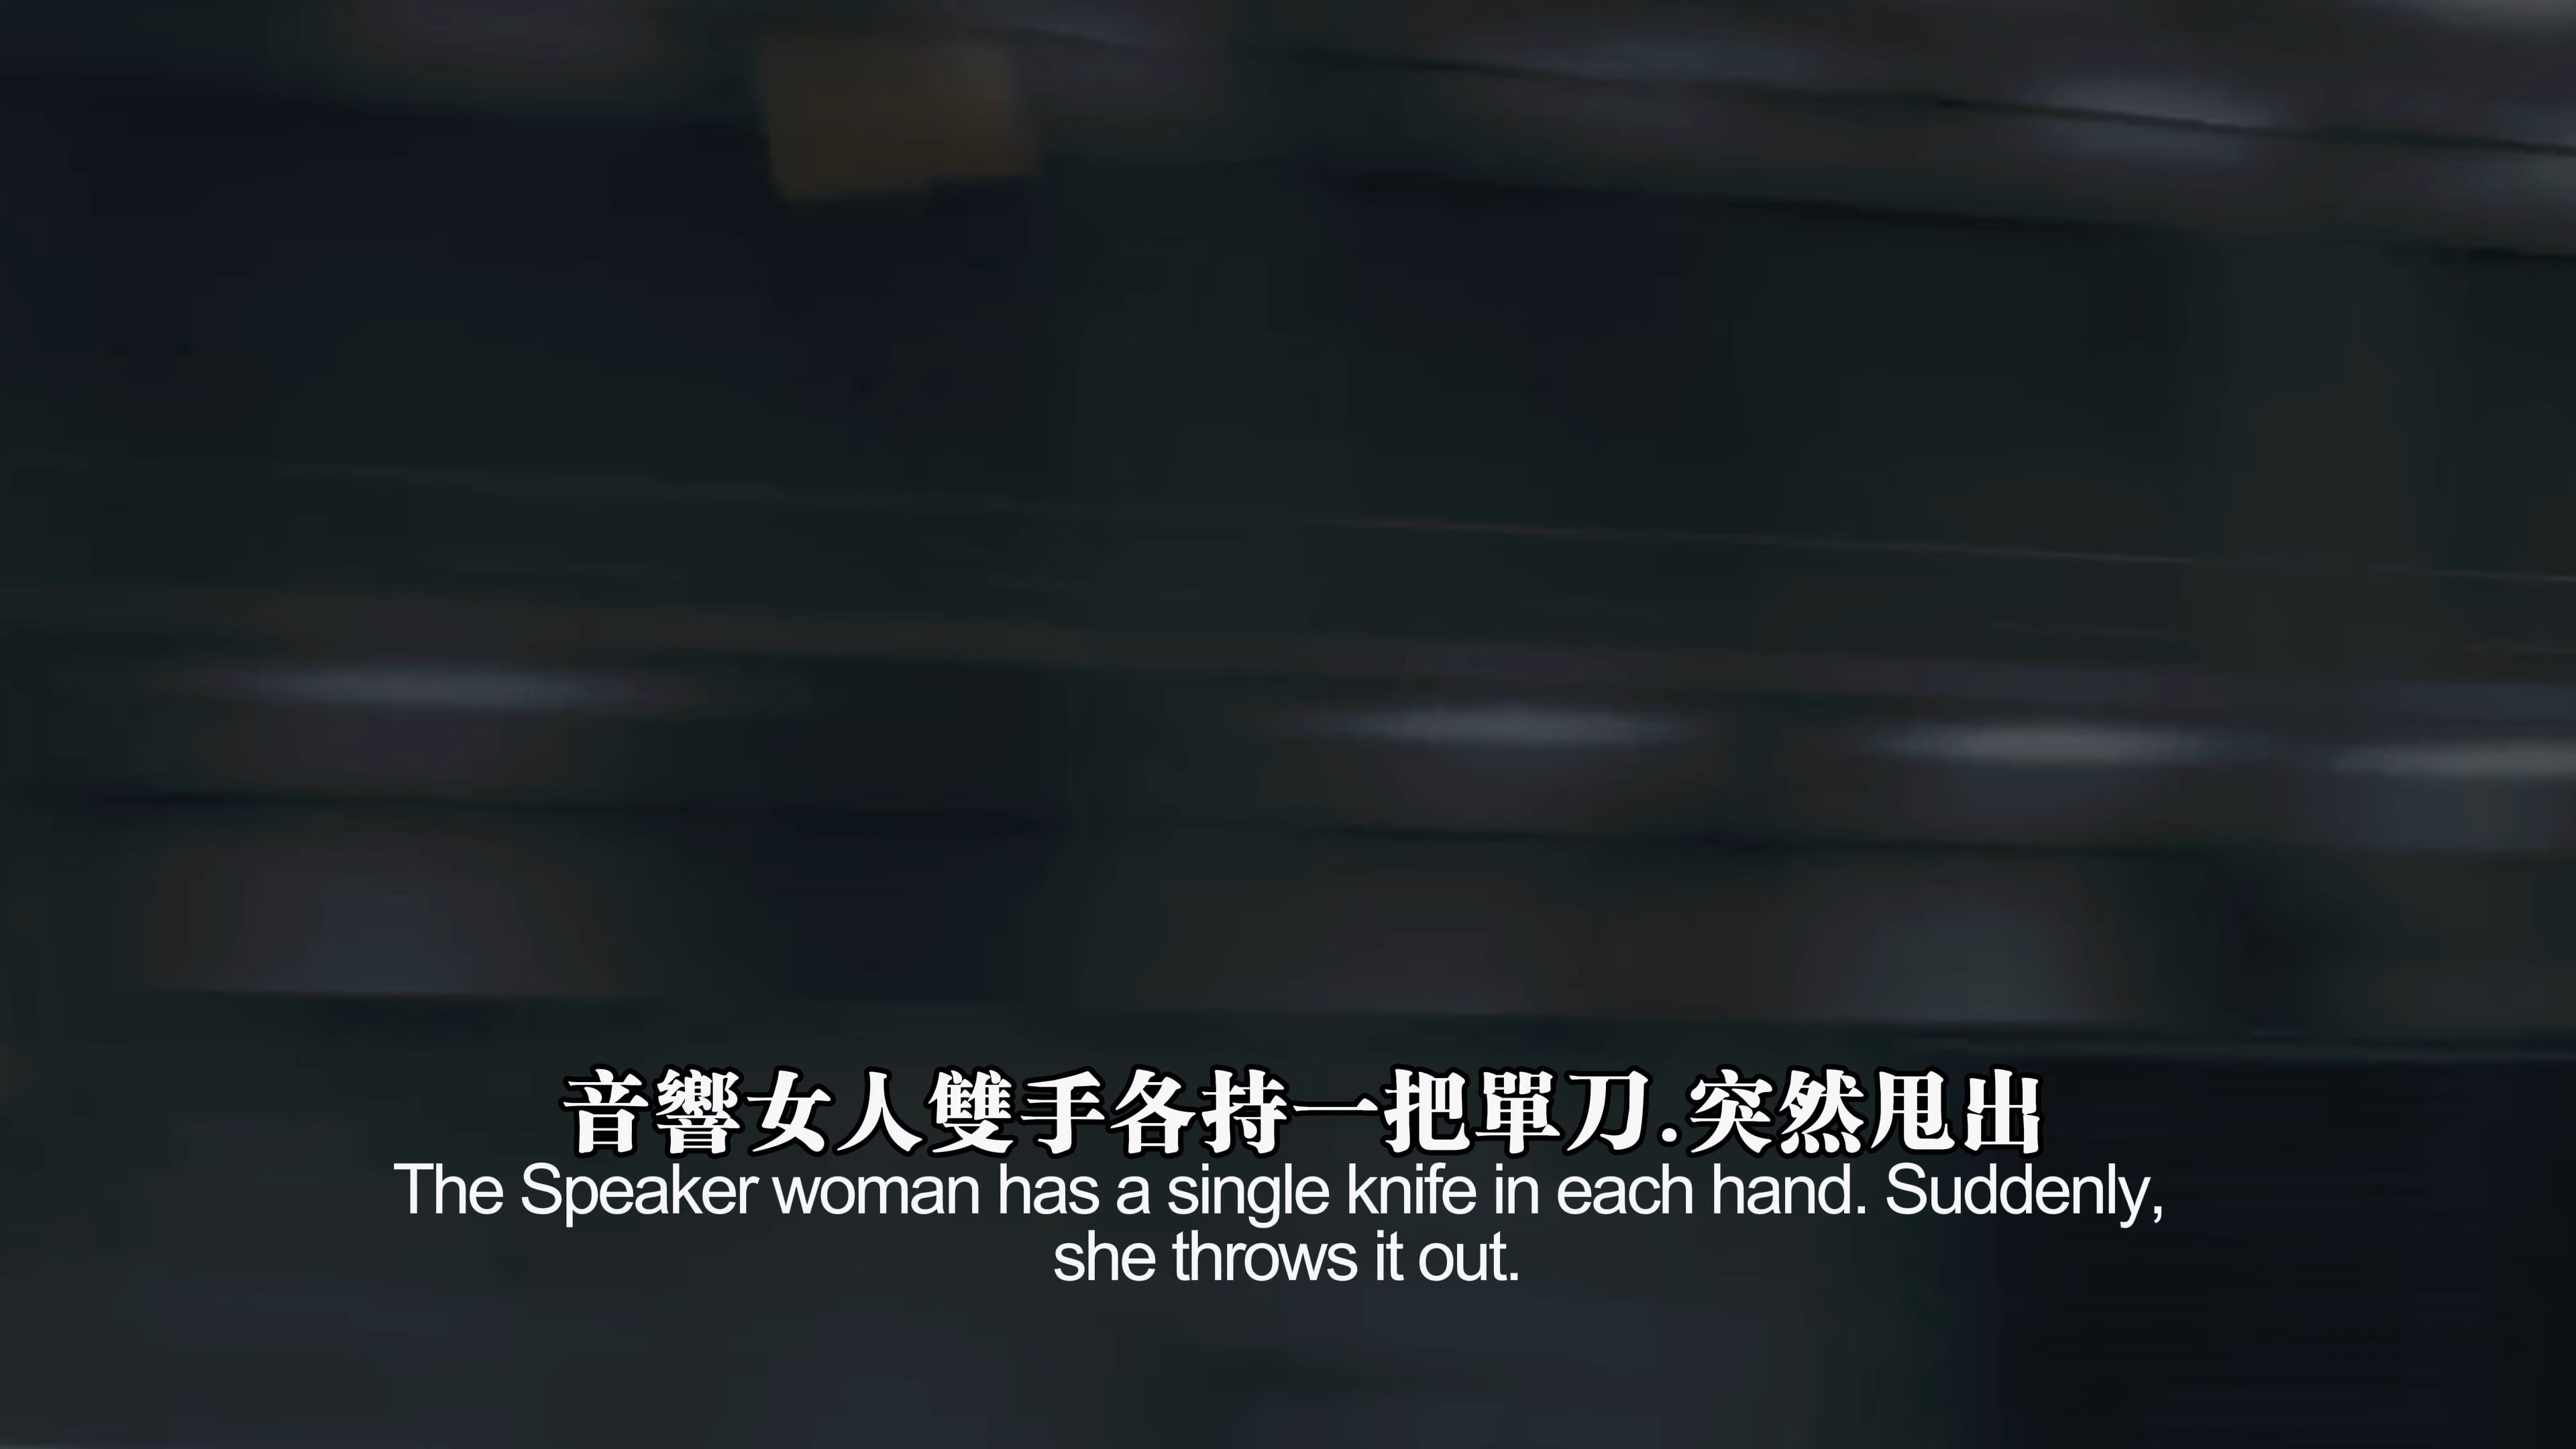 音響女人雙手各持一把單刀.突然甩出
The Speaker woman has a single knife in each hand. Suddenly,
she throws it out.